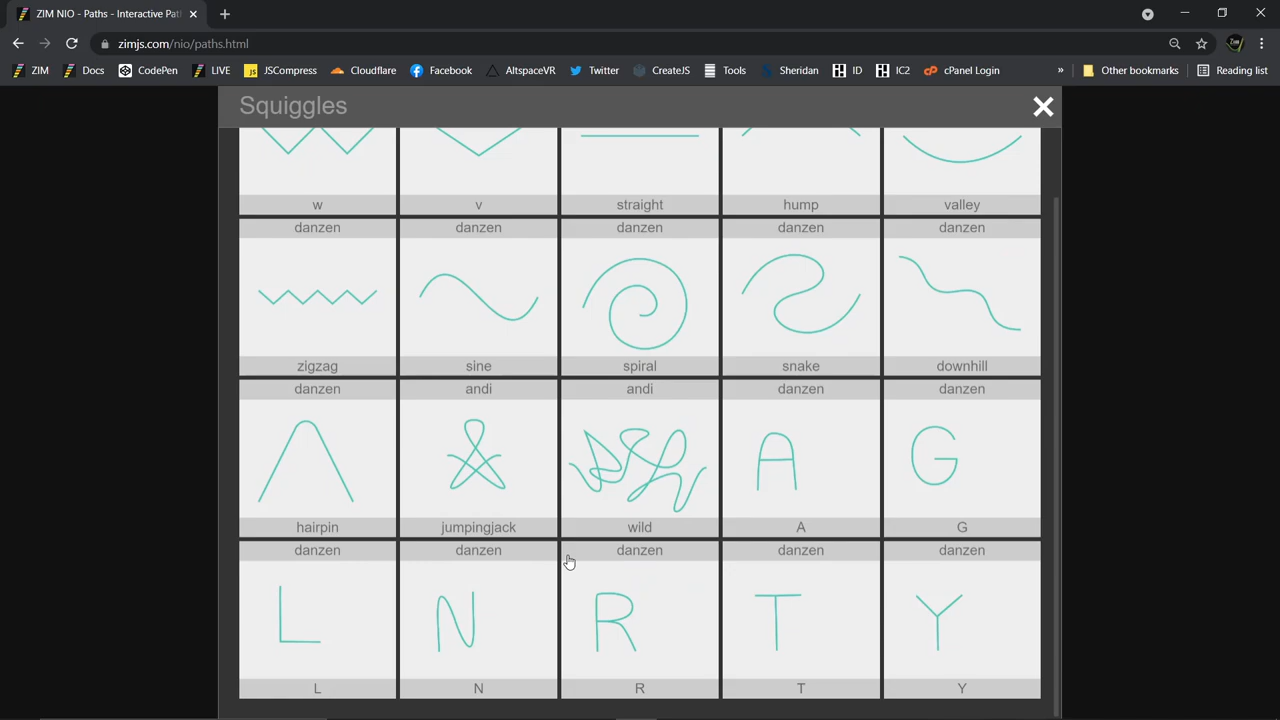 ZIM NIO - Paths - Interactive Pat
zimjs.com/nio/paths.html
ZIM Docs CodePen LIVE JSCompress Cloudflare Facebook AltspaceVR Twitter CreateJS Tools Sheridan ID IC2 cPanel Login » Other bookmarks Reading list
Squiggles
w v straight hump valley
danzen danzen danzen danzen danzen
zigzag sine spiral snake downhill
danzen andi andi danzen danzen
A G
hairpin jumpingjack wild A G
danzen danzen danzen danzen danzen
L N R T Y
L N R T Y